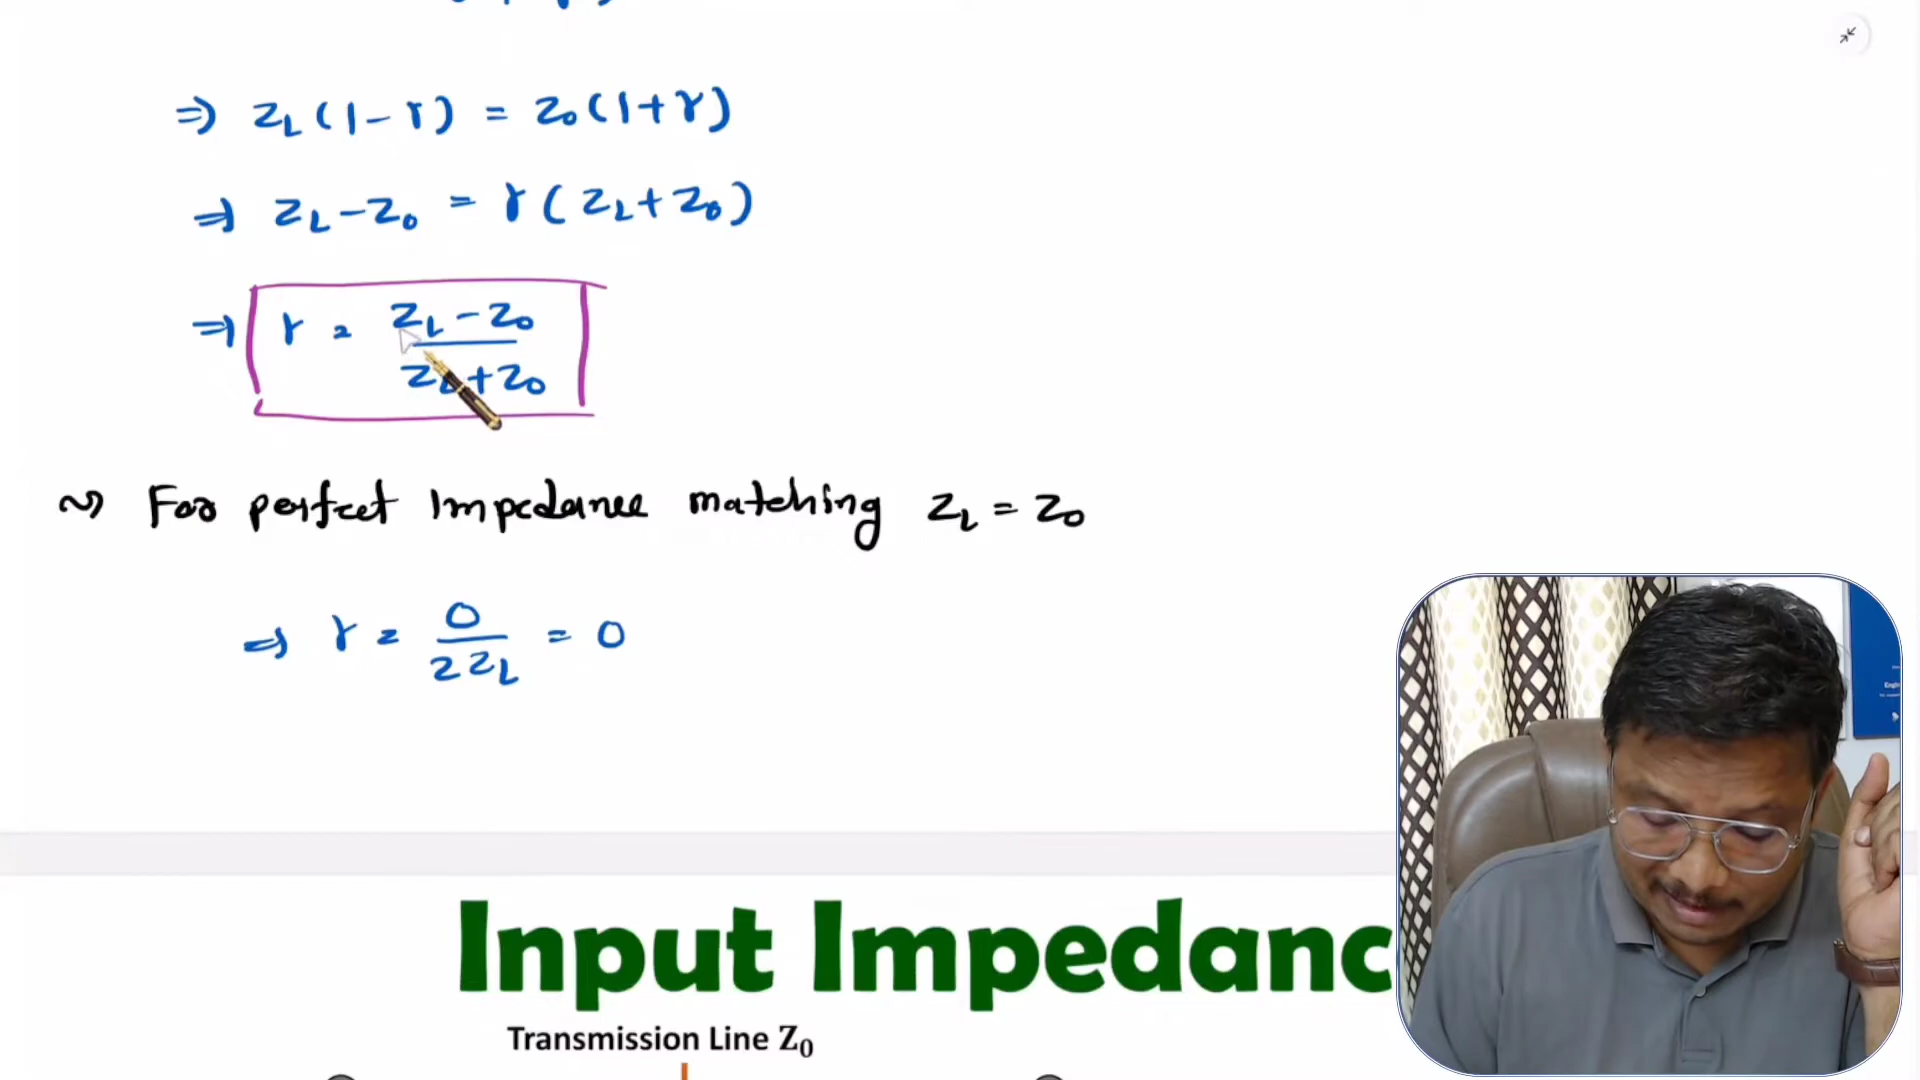 ⇒ Z_L (1 - r) = Z_0 (1 + r)
⇒ Z_L - Z_0 = r (Z_L + Z_0)
⇒ r = (Z_L - Z_0) / (Z_L + Z_0)
For perfect Impedance matching Z_L = Z_0
⇒ r = 0 / 2Z_L = 0
Input Impedanc
Transmission Line Z₀